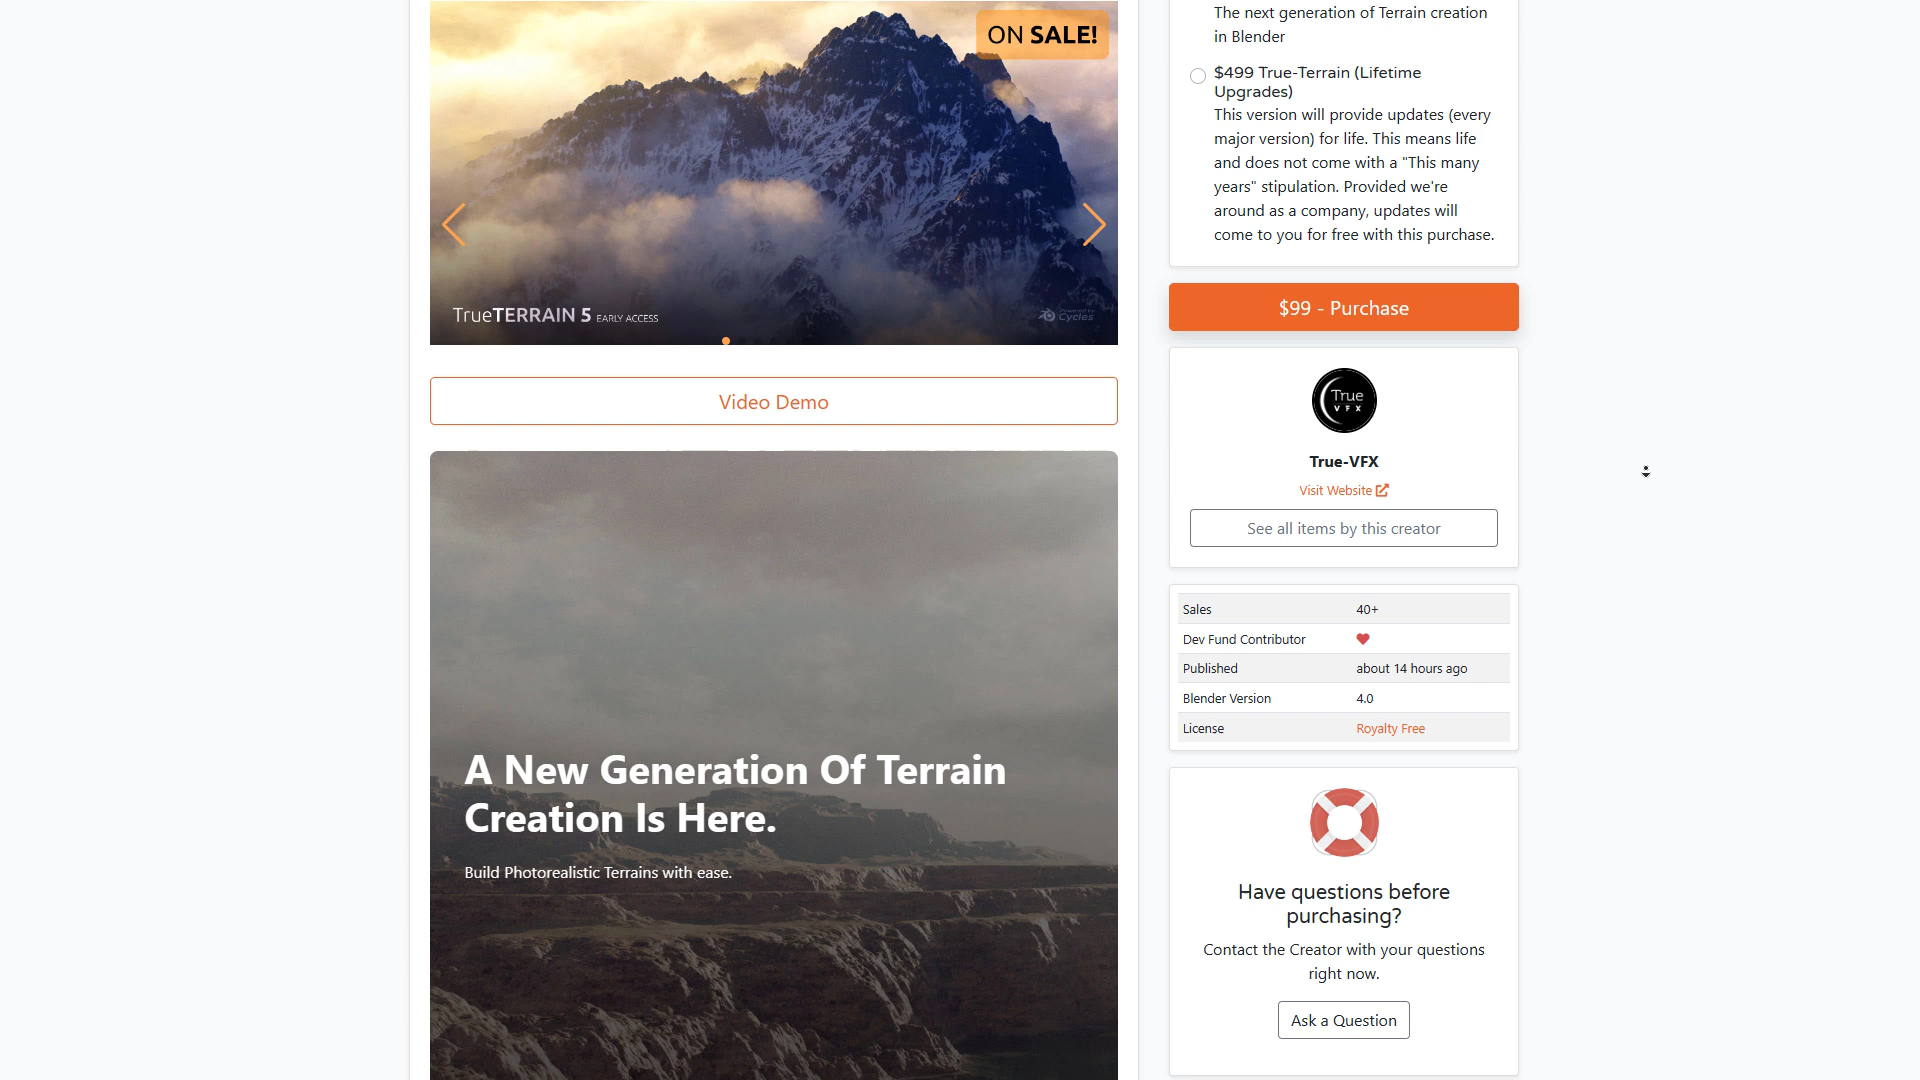 ON SALE!
TrueTERRAIN 5 EARLY ACCESS
Powered by
Cycles
Video Demo
A New Generation Of Terrain
Creation Is Here.
Build Photorealistic Terrains with ease.
The next generation of Terrain creation
in Blender
$499 True-Terrain (Lifetime
Upgrades)
This version will provide updates (every
major version) for life. This means life
and does not come with a "This many
years" stipulation. Provided we're
around as a company, updates will
come to you for free with this purchase.
$99 - Purchase
True
VFX
True-VFX
Visit Website
See all items by this creator
Sales 40+
Dev Fund Contributor
Published about 14 hours ago
Blender Version 4.0
License Royalty Free
Have questions before
purchasing?
Contact the Creator with your questions
right now.
Ask a Question